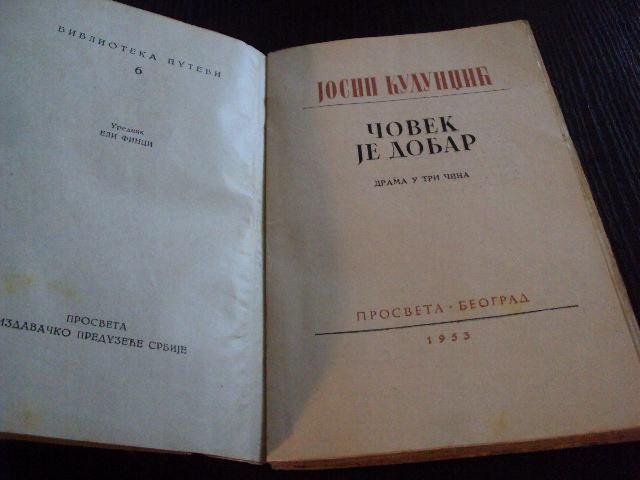 БИБЛИОТЕКА ПУТЕВИ
6
Уредник
ЕЛИ ФИНЦИ
ПРОСВЕТА
ИЗДАВАЧКО ПРЕДУЗЕЋЕ СРБИЈЕ
ЈОСИП КУЛУНЏИЋ
ЧОВЕК
ЈЕ ДОБАР
ДРАМА У ТРИ ЧИНА
ПРОСВЕТА · БЕОГРАД
1953